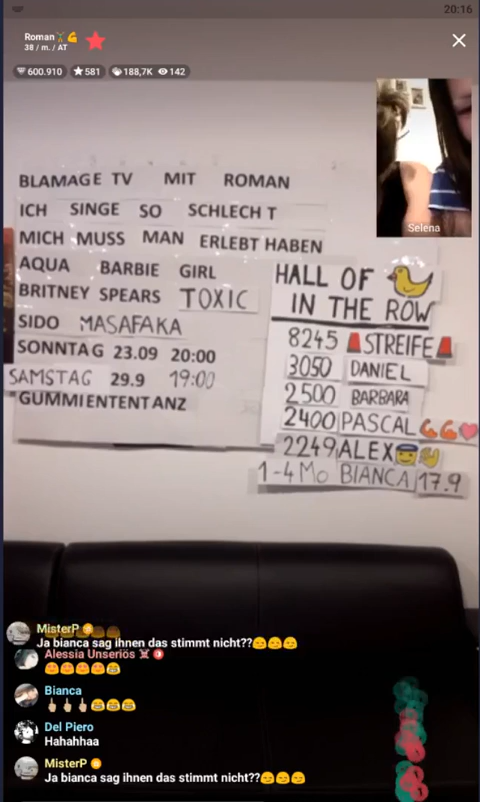 20:16
Roman 🏋️💪
38 / m. / AT
600.910 581 188,7K 142
Selena
BLAMAGE TV MIT ROMAN
ICH SINGE SO SCHLECHT
MICH MUSS MAN ERLEBT HABEN
AQUA BARBIE GIRL
BRITNEY SPEARS TOXIC
SIDO MASAFAKA
SONNTAG 23.09 20:00
SAMSTAG 29.9 19:00
GUMMIENTENTANZ
HALL OF
IN THE ROW
8245 STREIFE
3050 DANIEL
2500 BARBARA
2400 PASCAL
2249 ALEX
1-4 Mo BIANCA 17.9
MisterP
Ja bianca sag ihnen das stimmt nicht??😏😏😏
Alessia Unseriös
😍😍😍😍😂
Bianca
🖕🏻🖕🏻🖕🏻😂😂😂
Del Piero
Hahahhaa
MisterP
Ja bianca sag ihnen das stimmt nicht??😏😏😏